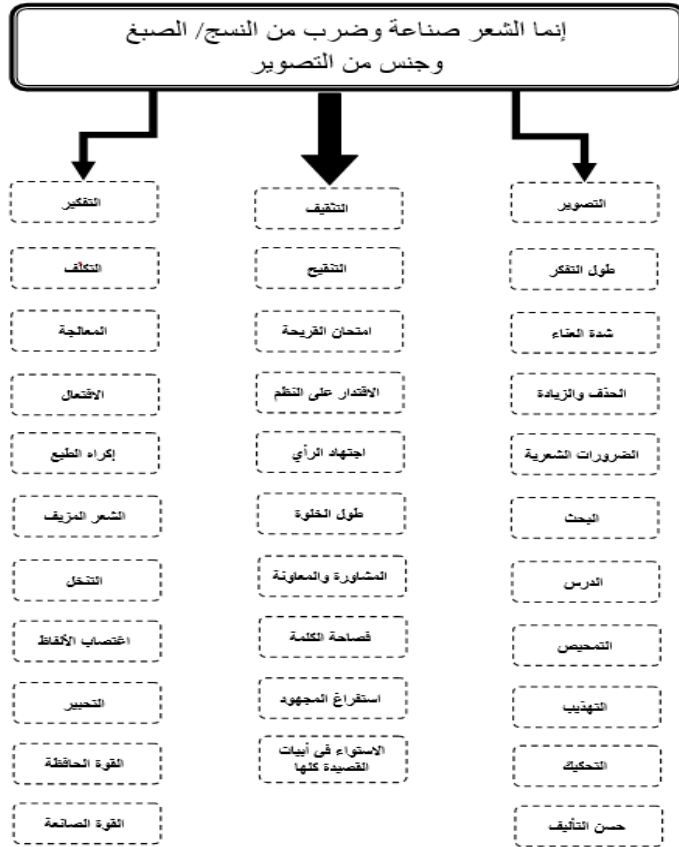 إنما الشعر صناعة وضرب من النسج/ الصبغ
وجنس من التصوير
التصوير
طول التفكر
شدة العناء
الحذف والزيادة
الضرورات الشعرية
البحث
الدرس
التمحيص
التهذيب
التحكيك
حسن التأليف
التثقيف
التنقيح
امتحان القريحة
الاقتدار على النظم
اجتهاد الرأي
طول الخلوة
المشاورة والمعاونة
فصاحة الكلمة
استفراغ المجهود
الاستواء فى أبيات
القصيدة كلها
التفكير
التكلف
المعالجة
الافتعال
إكراه الطبع
الشعر المزيف
التنخل
اغتصاب الألفاظ
التحبير
القوة الحافظة
القوة الصانعة